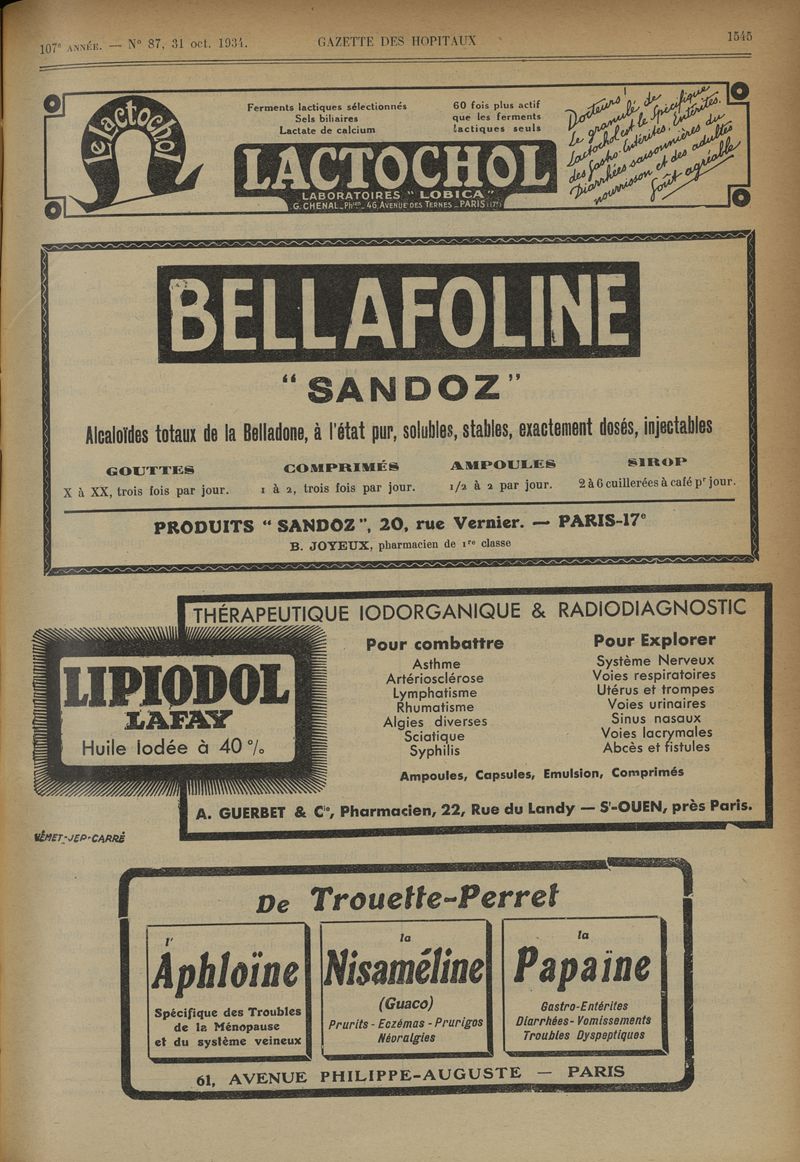 107e ANNÉE. — N° 87, 31 oct. 1934.
GAZETTE DES HOPITAUX
1545
le lactochol
Ferments lactiques sélectionnés
Sels biliaires
Lactate de calcium
60 fois plus actif
que les ferments
lactiques seuls
LACTOCHOL
LABORATOIRES "LOBICA"
G. CHENAL_Phien_46 AVENUE DES TERNES_PARIS (17e)
Docteurs!
Le granulé de
Lactochol est le Spécifique
des Gastro-Entérites, Entérites,
Diarrhées saisonnières du
nourrisson et des adultes
Goût agréable
BELLAFOLINE
"SANDOZ"
Alcaloïdes totaux de la Belladone, à l'état pur, solubles, stables, exactement dosés, injectables
GOUTTES
X à XX, trois fois par jour.
COMPRIMÉS
1 à 2, trois fois par jour.
AMPOULES
1/2 à 2 par jour.
SIROP
2 à 6 cuillerées à café pr jour.
PRODUITS "SANDOZ", 20, rue Vernier. — PARIS-17e
B. JOYEUX, pharmacien de 1re classe
THÉRAPEUTIQUE IODORGANIQUE & RADIODIAGNOSTIC
LIPIODOL
LAFAY
Huile Iodée à 40 %
Pour combattre
Asthme
Artériosclérose
Lymphatisme
Rhumatisme
Algies diverses
Sciatique
Syphilis
Pour Explorer
Système Nerveux
Voies respiratoires
Utérus et trompes
Voies urinaires
Sinus nasaux
Voies lacrymales
Abcès et fistules
Ampoules, Capsules, Emulsion, Comprimés
A. GUERBET & Cie, Pharmacien, 22, Rue du Landy — St-OUEN, près Paris.
VÉMET-JEP-CARRÉ
De Trouette-Perret
l'
Aphloïne
Spécifique des Troubles
de la Ménopause
et du système veineux
la
Nisaméline
(Guaco)
Prurits - Eczémas - Prurigos
Néoralgies
la
Papaïne
Gastro-Entérites
Diarrhées - Vomissements
Troubles Dyspeptiques
61, AVENUE PHILIPPE-AUGUSTE — PARIS